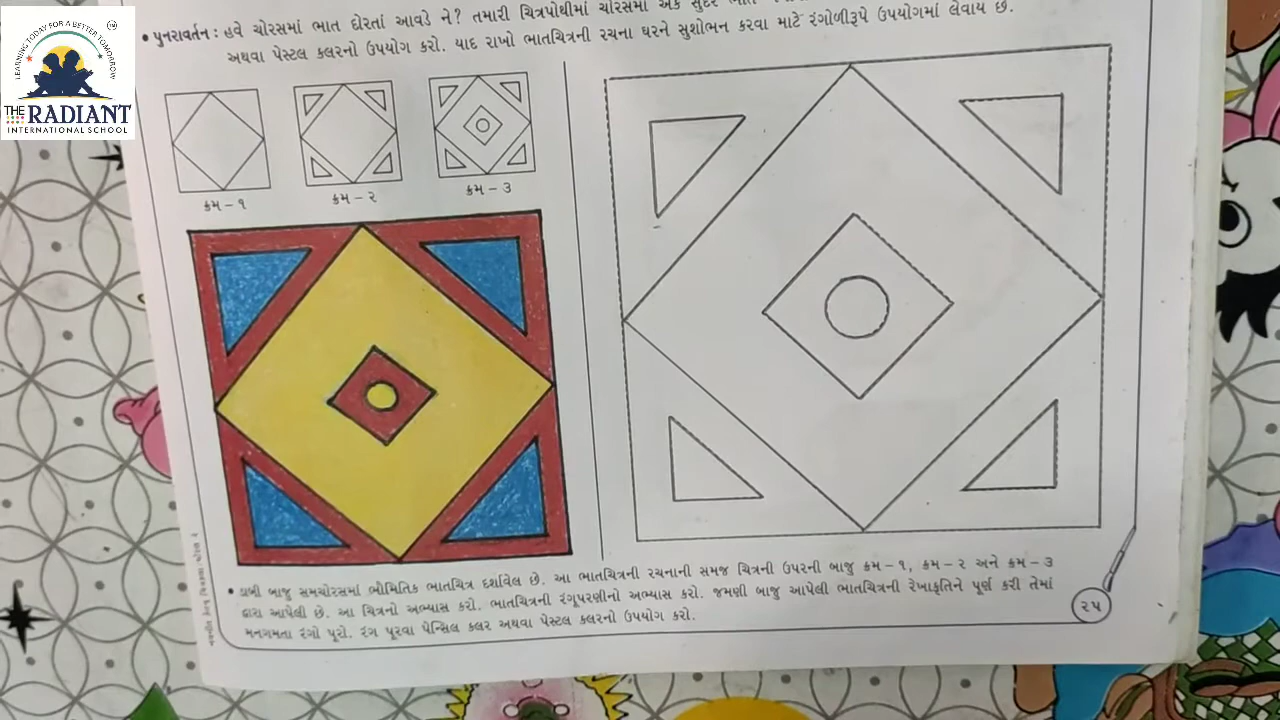 LEARNING TODAY FOR A BETTER TOMORROW
TM
THE RADIANT
INTERNATIONAL SCHOOL
• પુનરાવર્તન : હવે ચોરસમાં ભાત દોરતાં આવડે ને? તમારી ચિત્રપોથીમાં ચોરસમાં એક સુંદર ભાત
અથવા પેસ્ટલ કલરનો ઉપયોગ કરો. યાદ રાખો ભાતચિત્રની રચના ઘરને સુશોભન કરવા માટે રંગોળીરૂપે ઉપયોગમાં લેવાય છે.
ક્રમ – ૧
ક્રમ – ૨
ક્રમ – ૩
• ડાબી બાજુ સમચોરસમાં ભૌમિતિક ભાતચિત્ર દર્શાવેલ છે. આ ભાતચિત્રની રચનાની સમજ ચિત્રની ઉપરની બાજુ ક્રમ – ૧, ક્રમ – ૨ અને ક્રમ – ૩
દ્વારા આપેલી છે. આ ચિત્રનો અભ્યાસ કરો. ભાતચિત્રની રંગપૂરણીનો અભ્યાસ કરો. જમણી બાજુ આપેલી ભાતચિત્રની રેખાકૃતિને પૂર્ણ કરી તેમાં
મનગમતા રંગો પૂરો. રંગ પૂરવા પેન્સિલ કલર અથવા પેસ્ટલ કલરનો ઉપયોગ કરો.
૨૫